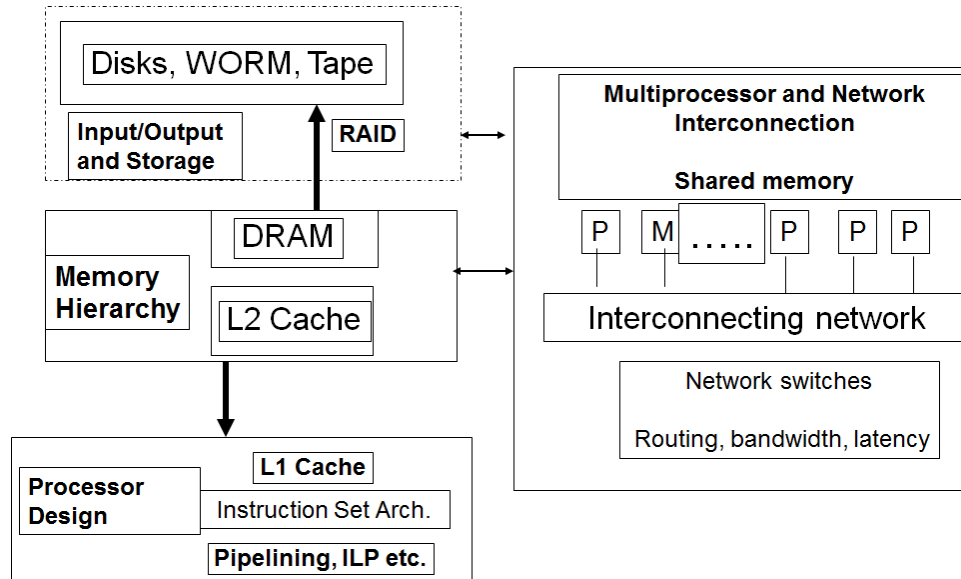 Disks, WORM, Tape
Input/Output
and Storage
RAID
DRAM
Memory
Hierarchy
L2 Cache
L1 Cache
Processor
Design
Instruction Set Arch.
Pipelining, ILP etc.
Multiprocessor and Network
Interconnection
Shared memory
P M ..... P P P
Interconnecting network
Network switches
Routing, bandwidth, latency